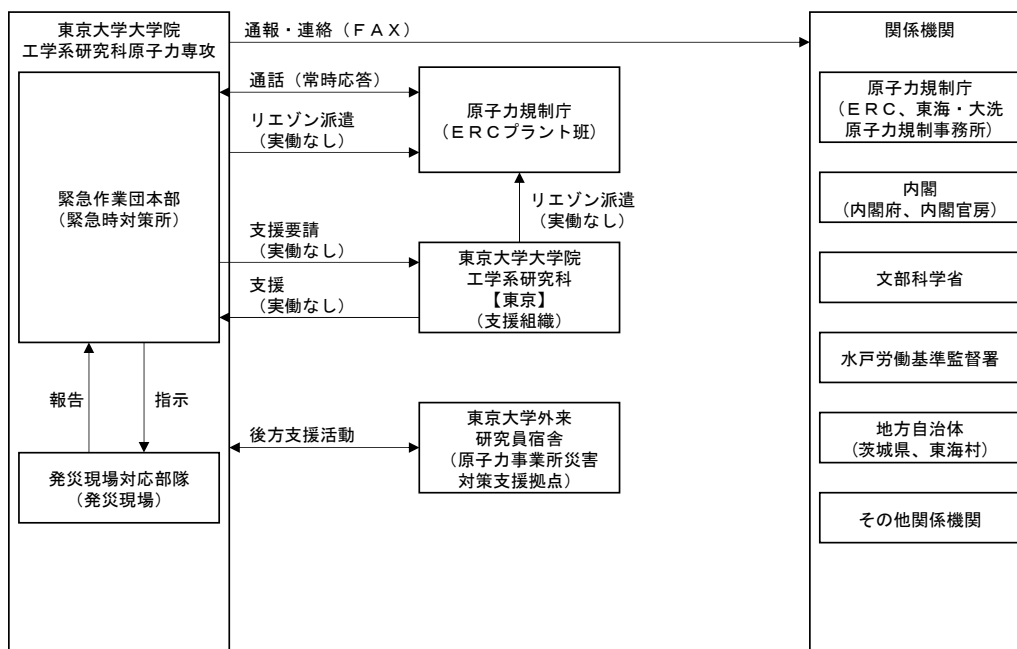 東京大学大学院
工学系研究科原子力専攻
緊急作業団本部
(緊急時対策所)
報告
指示
発災現場対応部隊
(発災現場)
通報・連絡(FAX)
通話(常時応答)
リエゾン派遣
(実働なし)
原子力規制庁
(ERCプラント班)
リエゾン派遣
(実働なし)
支援要請
(実働なし)
支援
(実働なし)
東京大学大学院
工学系研究科
【東京】
(支援組織)
後方支援活動
東京大学外来
研究員宿舎
(原子力事業所災害
対策支援拠点)
関係機関
原子力規制庁
(ERC、東海・大洗
原子力規制事務所)
内閣
(内閣府、内閣官房)
文部科学省
水戸労働基準監督署
地方自治体
(茨城県、東海村)
その他関係機関